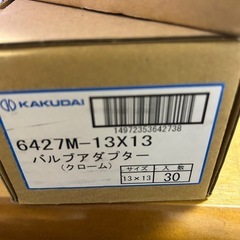 KAKUDAI
14972353642738
6427M-13X13
バルブアダプター
(クローム)
サイズ 入数
13×13 30